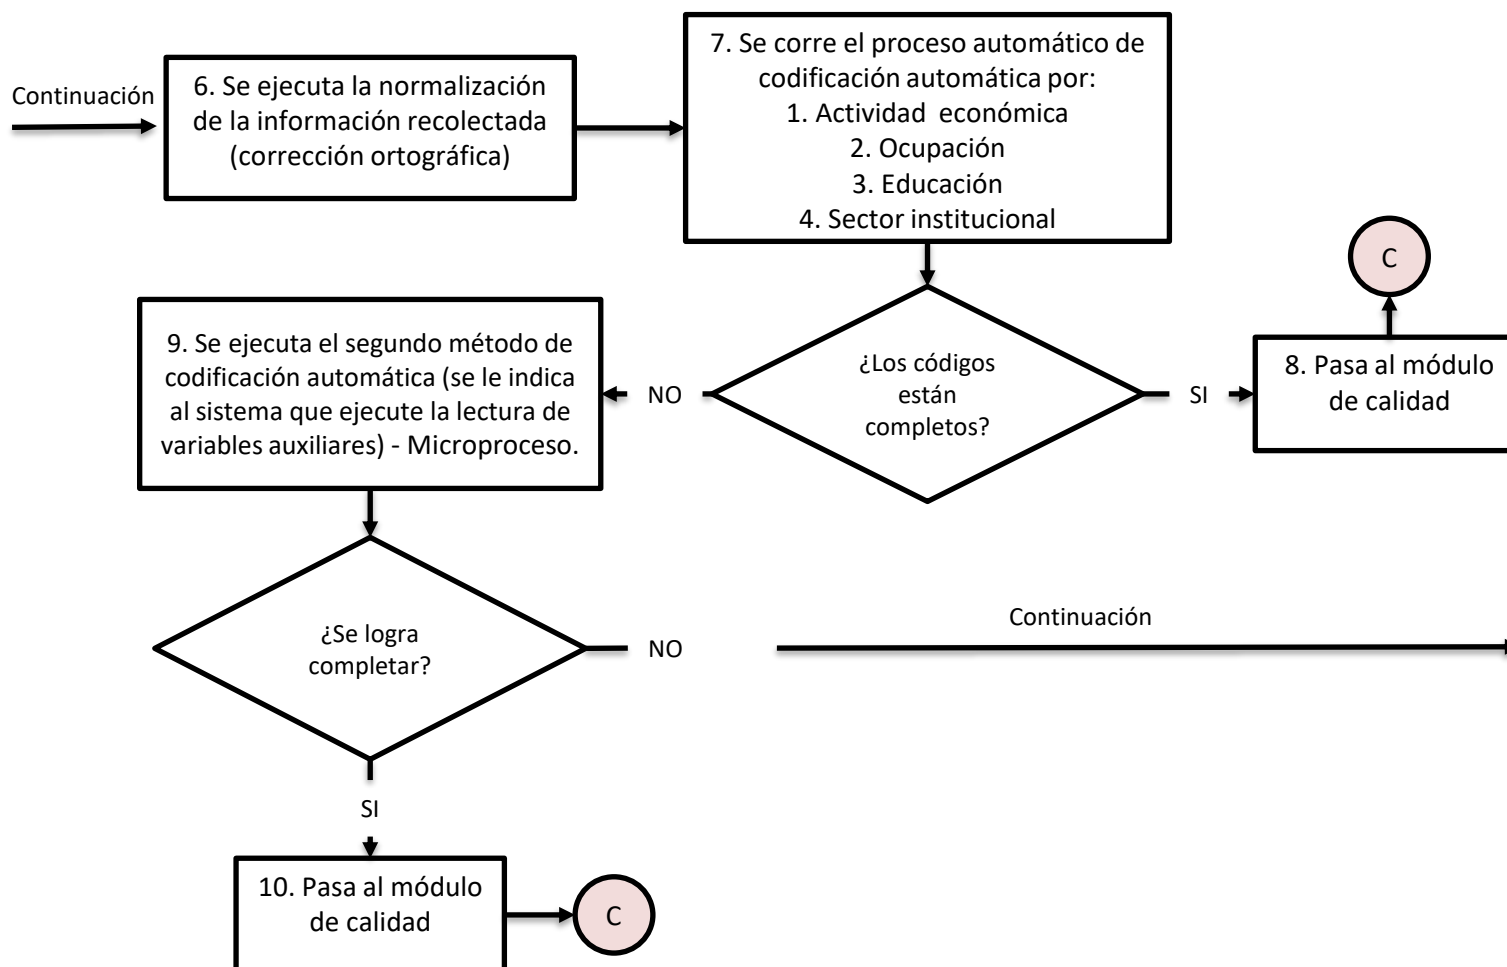 Continuación
6. Se ejecuta la normalización
de la información recolectada
(corrección ortográfica)
7. Se corre el proceso automático de
codificación automática por:
1. Actividad económica
2. Ocupación
3. Educación
4. Sector institucional
C
9. Se ejecuta el segundo método de
codificación automática (se le indica
al sistema que ejecute la lectura de
variables auxiliares) - Microproceso.
NO
¿Los códigos
están
completos?
SI
8. Pasa al módulo
de calidad
¿Se logra
completar?
NO
Continuación
SI
10. Pasa al módulo
de calidad
C